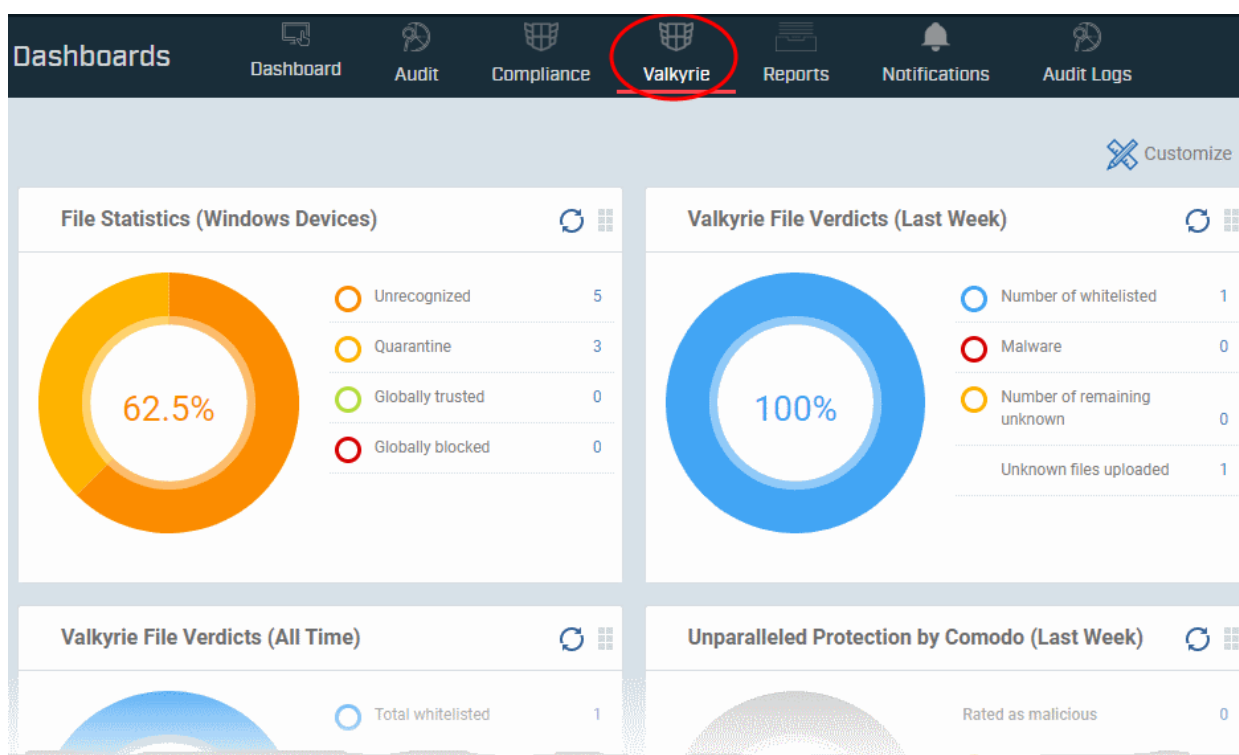 Dashboards
Dashboard
Audit
Compliance
Valkyrie
Reports
Notifications
Audit Logs
Customize
File Statistics (Windows Devices)
62.5%
Unrecognized 5
Quarantine 3
Globally trusted 0
Globally blocked 0
Valkyrie File Verdicts (Last Week)
100%
Number of whitelisted 1
Malware 0
Number of remaining
unknown 0
Unknown files uploaded 1
Valkyrie File Verdicts (All Time)
Total whitelisted 1
Unparalleled Protection by Comodo (Last Week)
Rated as malicious 0